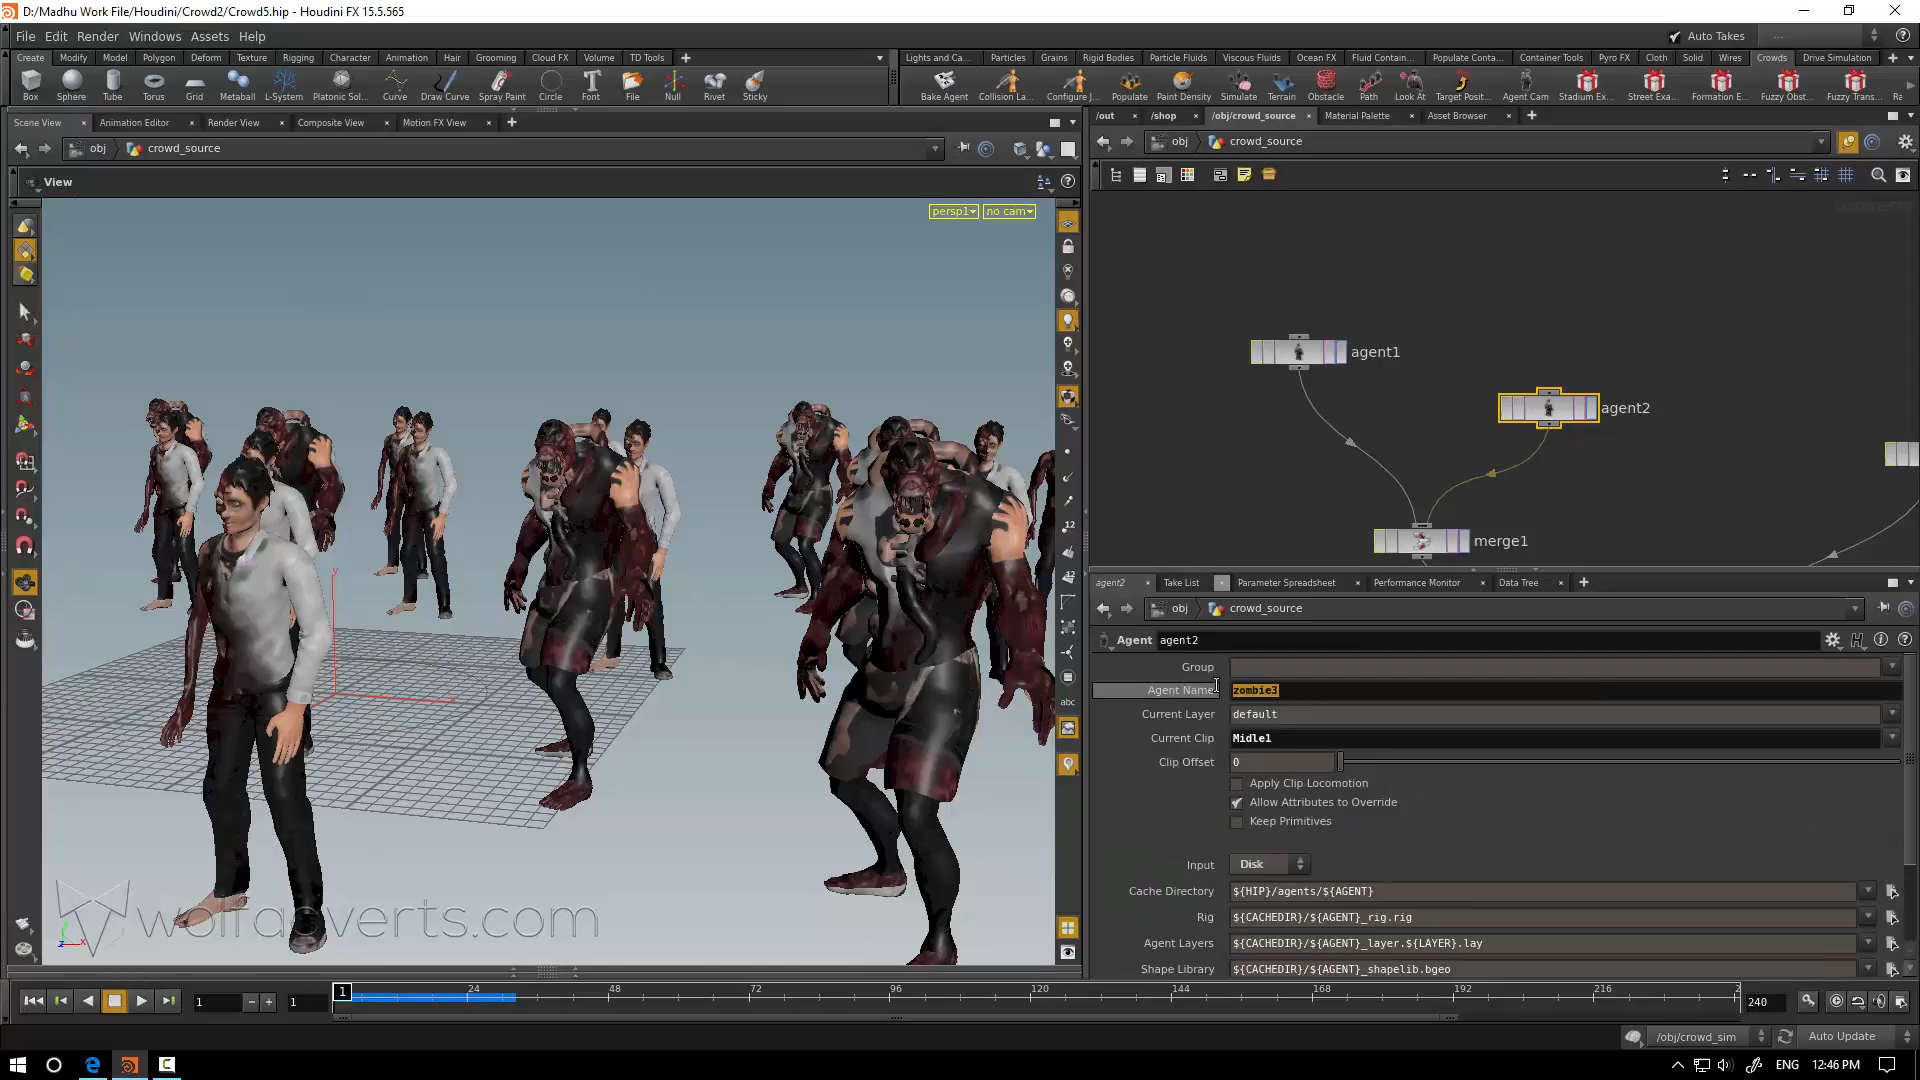 D:/Madhu Work File/Houdini/Crowd2/Crowd5.hip - Houdini FX 15.5.565
File Edit Render Windows Assets Help
Auto Takes ...
Create Modify Model Polygon Deform Texture Rigging Character Animation Hair Grooming Cloud FX Volume TD Tools
Lights and Ca... Particles Grains Rigid Bodies Particle Fluids Viscous Fluids Ocean FX Fluid Contain... Populate Conta... Container Tools Pyro FX Cloth Solid Wires Crowds Drive Simulation
Box Sphere Tube Torus Grid Metaball L-System Platonic Sol... Curve Draw Curve Spray Paint Circle Font File Null Rivet Sticky
Bake Agent Collision La... Configure J... Populate Paint Density Simulate Terrain Obstacle Path Look At Target Posit... Agent Cam Stadium Ex... Street Exa... Formation E... Fuzzy Obst... Fuzzy Trans... Ra
Scene View Animation Editor Render View Composite View Motion FX View
/out /shop /obj/crowd_source Material Palette Asset Browser
obj crowd_source
obj crowd_source
View
persp1 no cam
agent1
agent2
merge1
agent2 Take List Parameter Spreadsheet Performance Monitor Data Tree
obj crowd_source
Agent agent2
Group
Agent Name zombie3
Current Layer default
Current Clip Midle1
Clip Offset 0
Apply Clip Locomotion
Allow Attributes to Override
Keep Primitives
Input Disk
Cache Directory ${HIP}/agents/${AGENT}
Rig ${CACHEDIR}/${AGENT}_rig.rig
Agent Layers ${CACHEDIR}/${AGENT}_layer.${LAYER}.lay
Shape Library ${CACHEDIR}/${AGENT}_shapelib.bgeo
12
12
abc
y
x
y
z
x
wolfadverts.com
1 1 1 24 48 72 96 120 144 168 192 216 2 240
/obj/crowd_sim Auto Update
ENG 12:46 PM